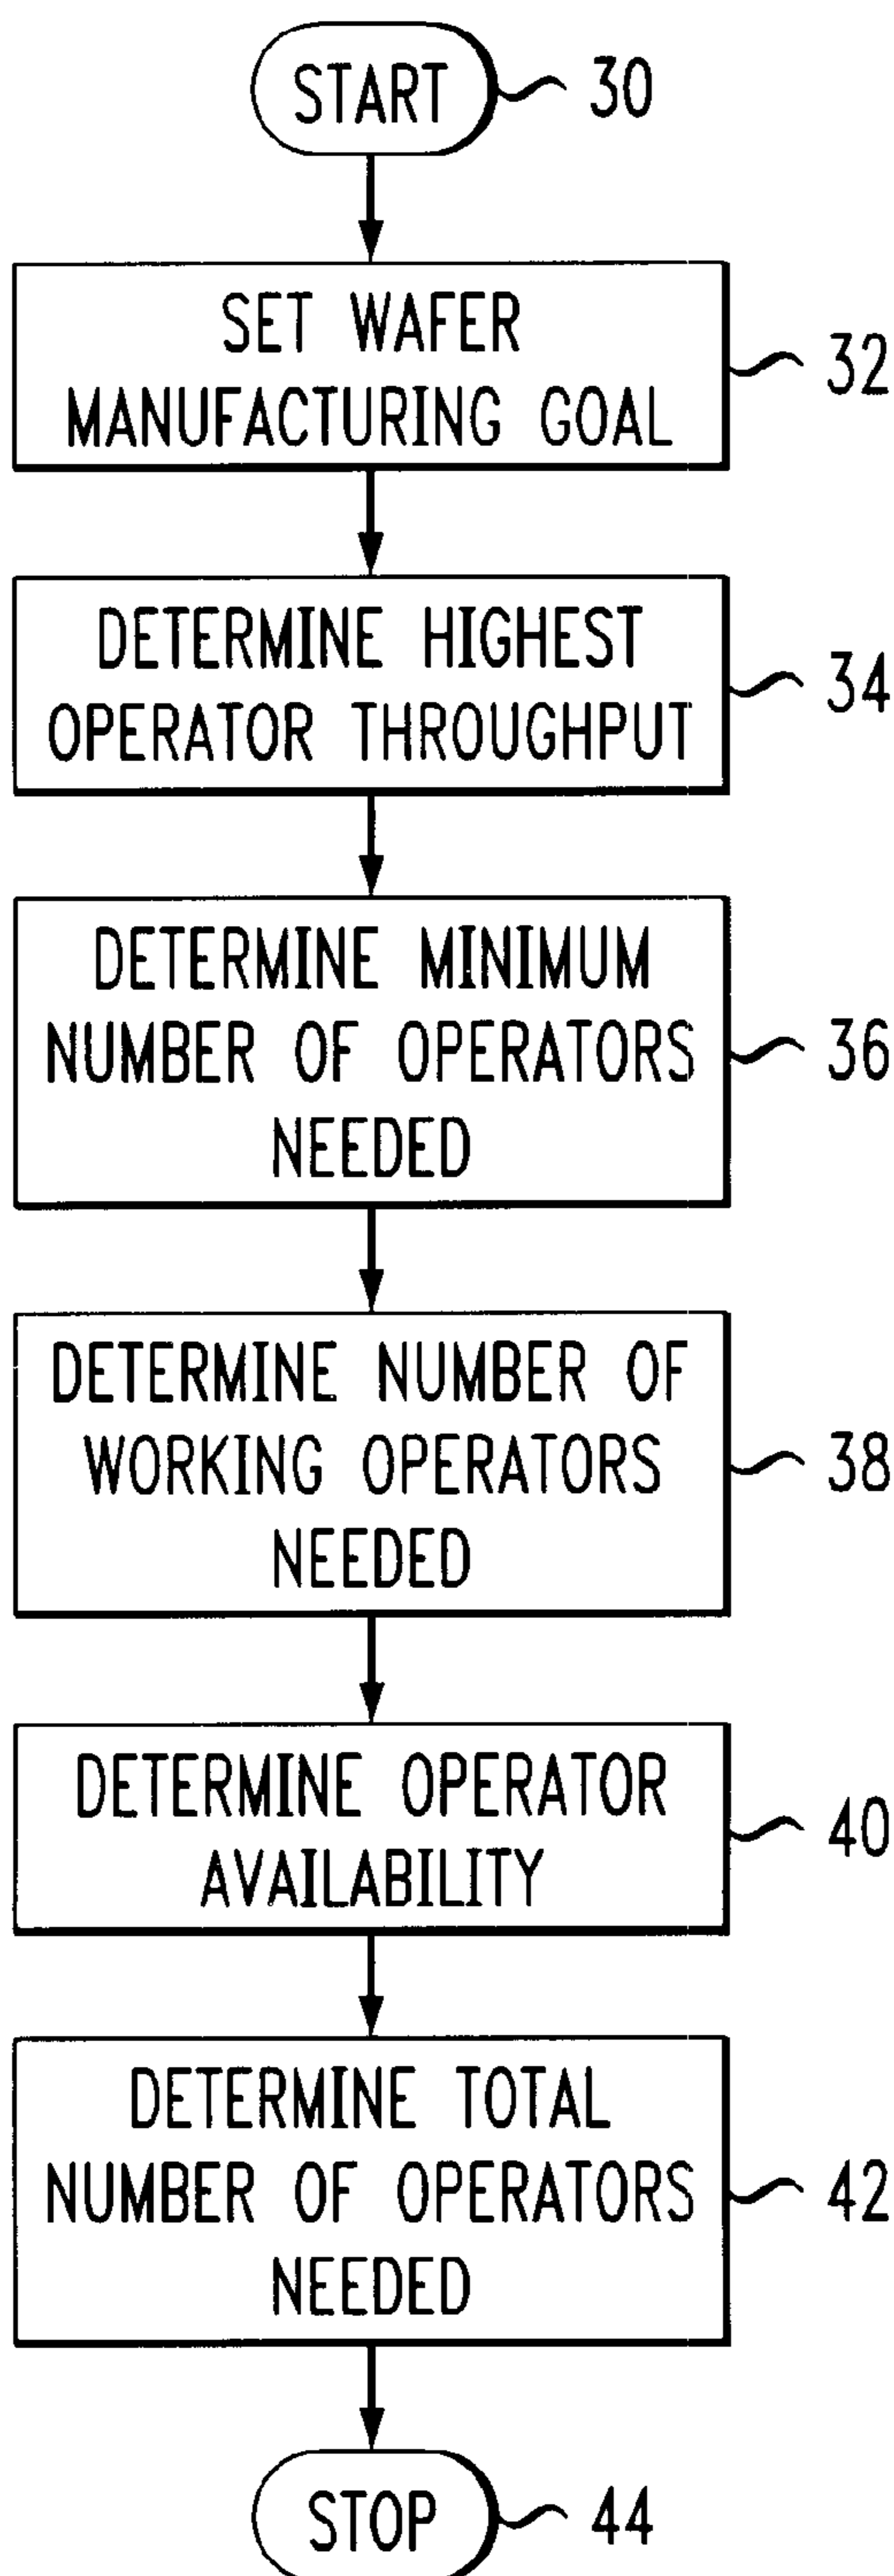 START 30
SET WAFER
MANUFACTURING GOAL
32
DETERMINE HIGHEST
OPERATOR THROUGHPUT
34
DETERMINE MINIMUM
NUMBER OF OPERATORS
NEEDED
36
DETERMINE NUMBER OF
WORKING OPERATORS
NEEDED
38
DETERMINE OPERATOR
AVAILABILITY
40
DETERMINE TOTAL
NUMBER OF OPERATORS
NEEDED
42
STOP 44